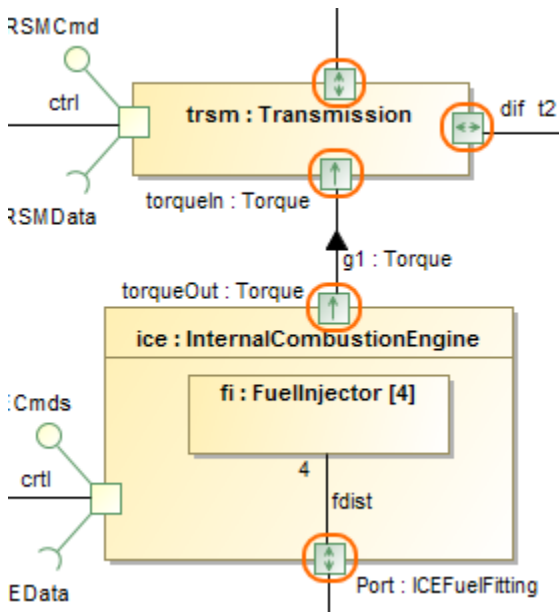 RSMCmd
ctrl
trsm : Transmission
dif t2
torqueIn : Torque
RSMData
g1 : Torque
torqueOut : Torque
ice : InternalCombustionEngine
fi : FuelInjector [4]
ECmds
4
crtl
fdist
EData
Port : ICEFuelFitting